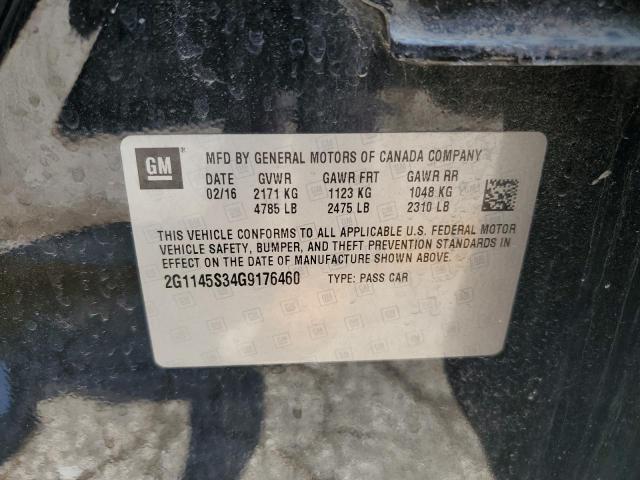 GM® MFD BY GENERAL MOTORS OF CANADA COMPANY
DATE GVWR GAWR FRT GAWR RR
02/16 2171 KG 1123 KG 1048 KG
4785 LB 2475 LB 2310 LB
THIS VEHICLE CONFORMS TO ALL APPLICABLE U.S. FEDERAL MOTOR
VEHICLE SAFETY, BUMPER, AND THEFT PREVENTION STANDARDS IN
EFFECT ON THE DATE OF MANUFACTURE SHOWN ABOVE.
2G1145S34G9176460 TYPE: PASS CAR